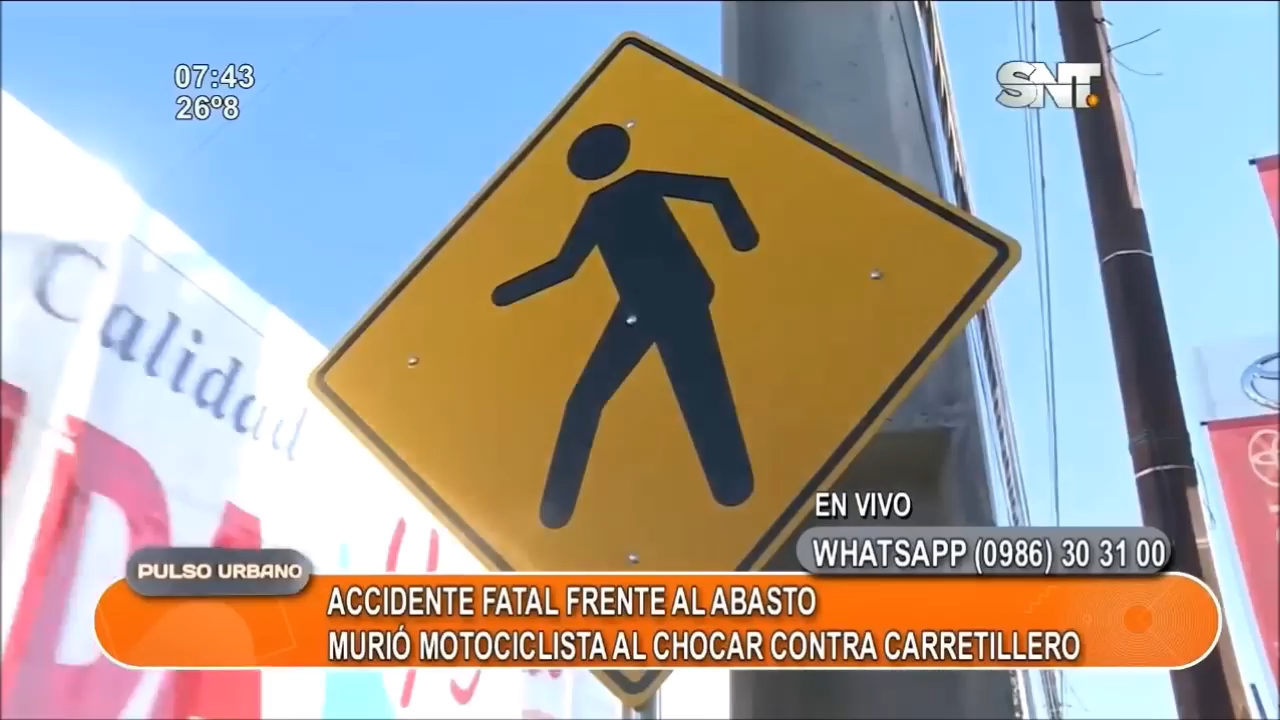 07:43
26º8
SNT
Calidad
EN VIVO
WHATSAPP (0986) 30 31 00
PULSO URBANO
ACCIDENTE FATAL FRENTE AL ABASTO
MURIÓ MOTOCICLISTA AL CHOCAR CONTRA CARRETILLERO